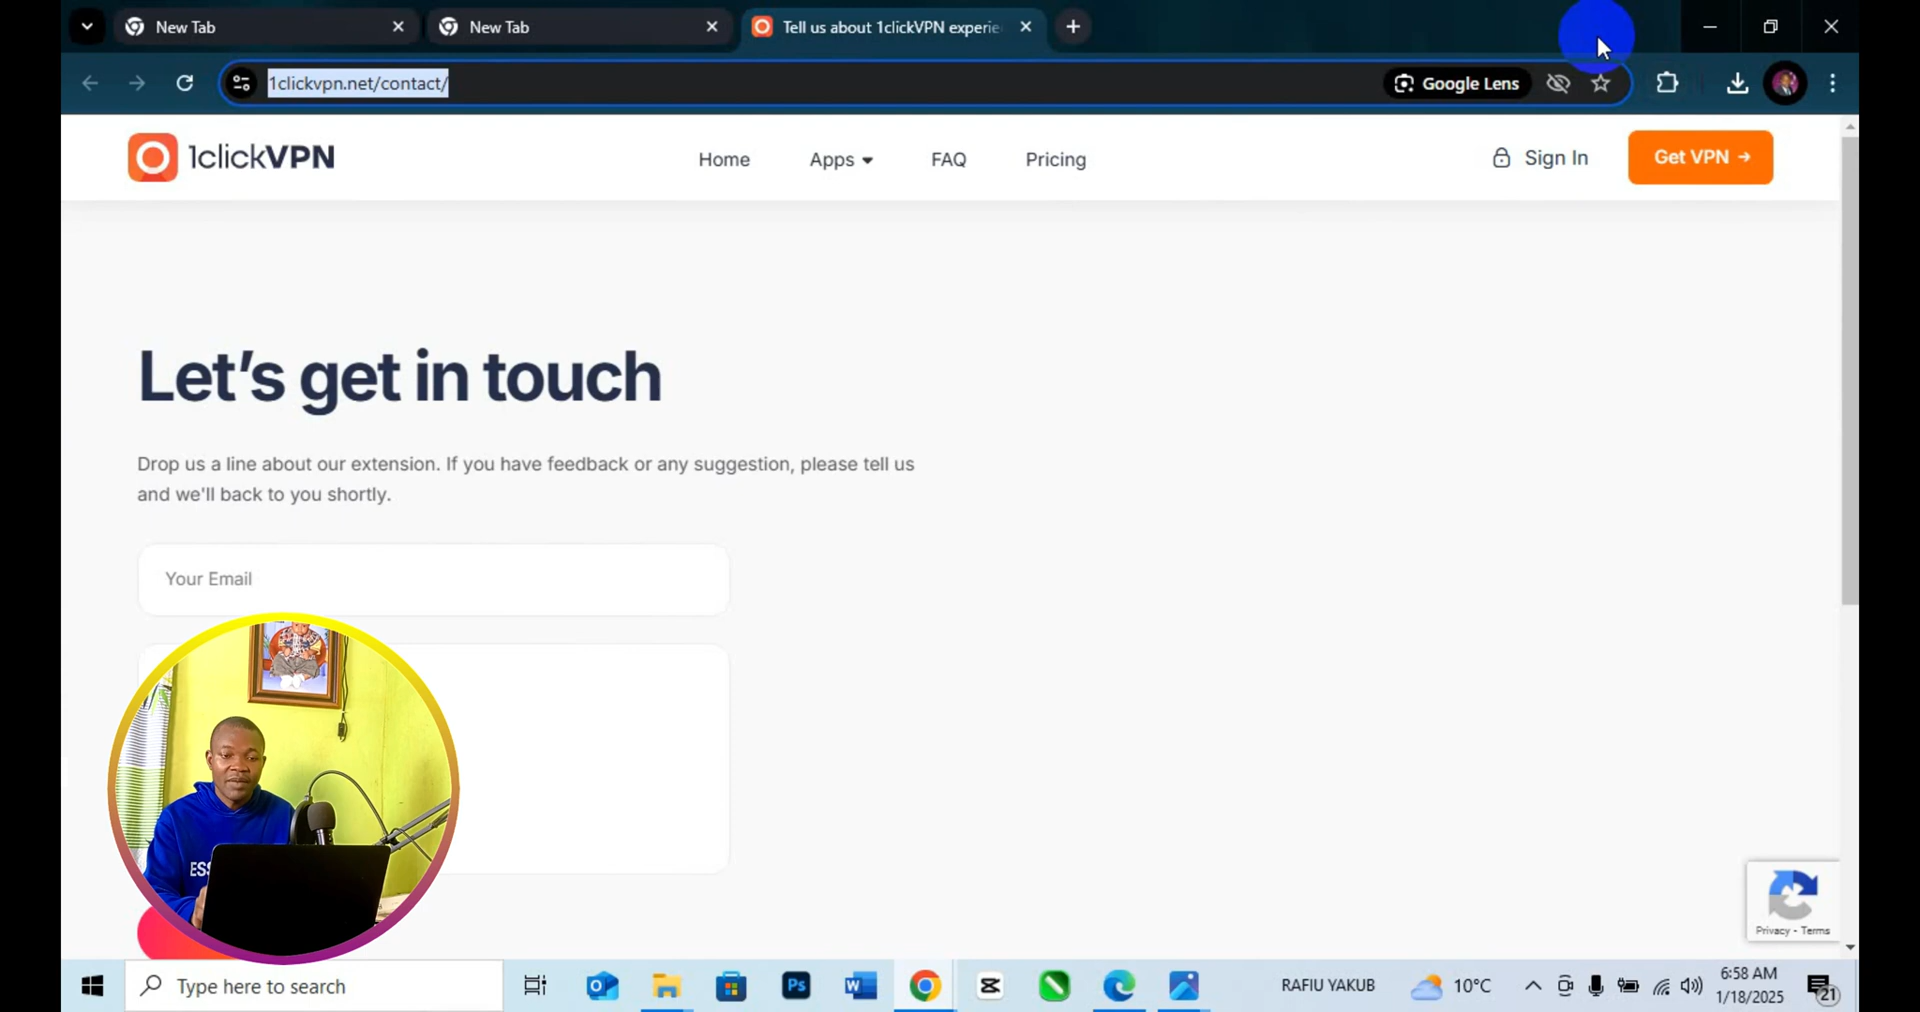 New Tab
New Tab
Tell us about 1clickVPN experie
1clickvpn.net/contact/
Google Lens
1clickVPN
Home
Apps
FAQ
Pricing
Sign In
Get VPN →
Let's get in touch
Drop us a line about our extension. If you have feedback or any suggestion, please tell us
and we'll back to you shortly.
Your Email
ESS
Privacy - Terms
Type here to search
Ps
RAFIU YAKUB
10°C
6:58 AM
1/18/2025
21